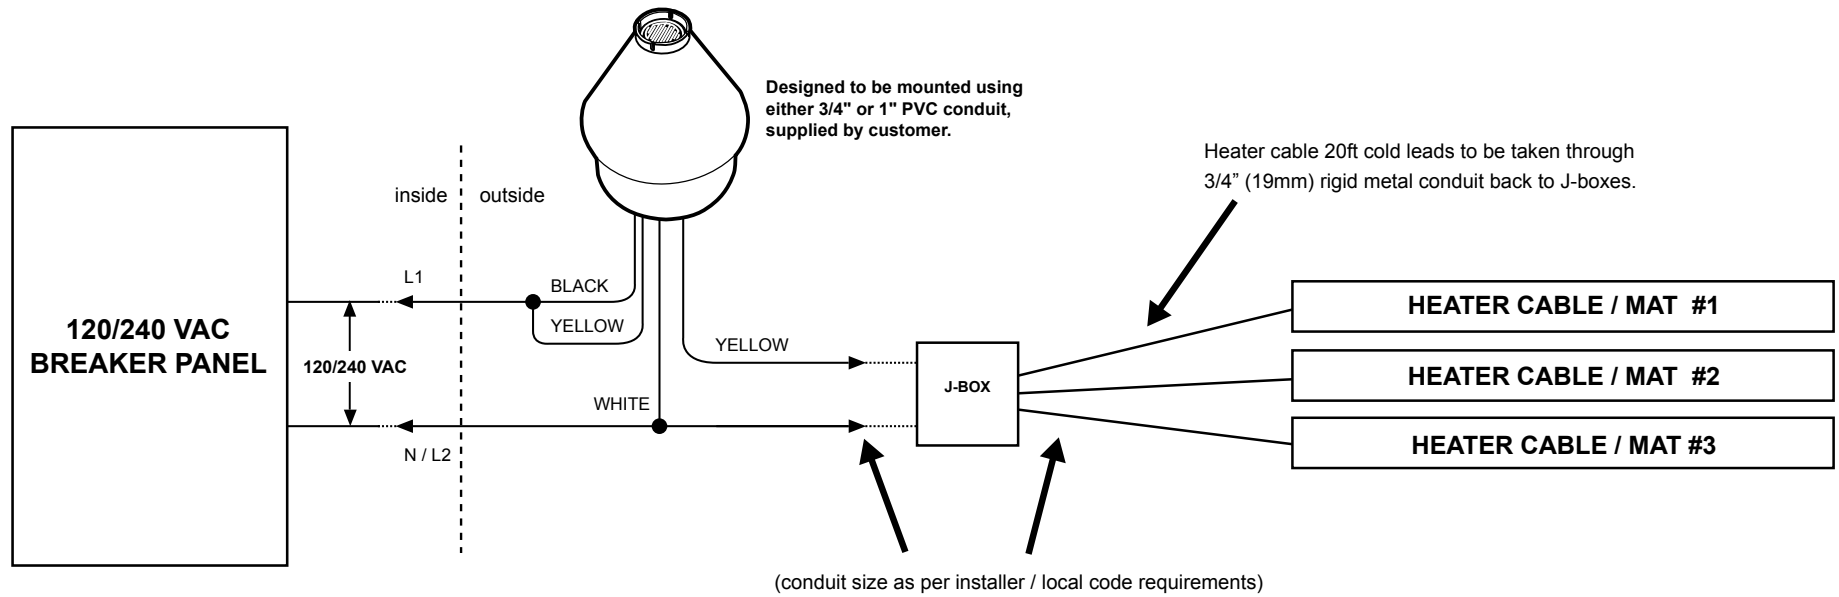 Designed to be mounted using
either 3/4" or 1" PVC conduit,
supplied by customer.
Heater cable 20ft cold leads to be taken through
3/4” (19mm) rigid metal conduit back to J-boxes.
inside
outside
L1
BLACK
YELLOW
YELLOW
120/240 VAC
BREAKER PANEL
120/240 VAC
WHITE
N / L2
J-BOX
HEATER CABLE / MAT #1
HEATER CABLE / MAT #2
HEATER CABLE / MAT #3
(conduit size as per installer / local code requirements)